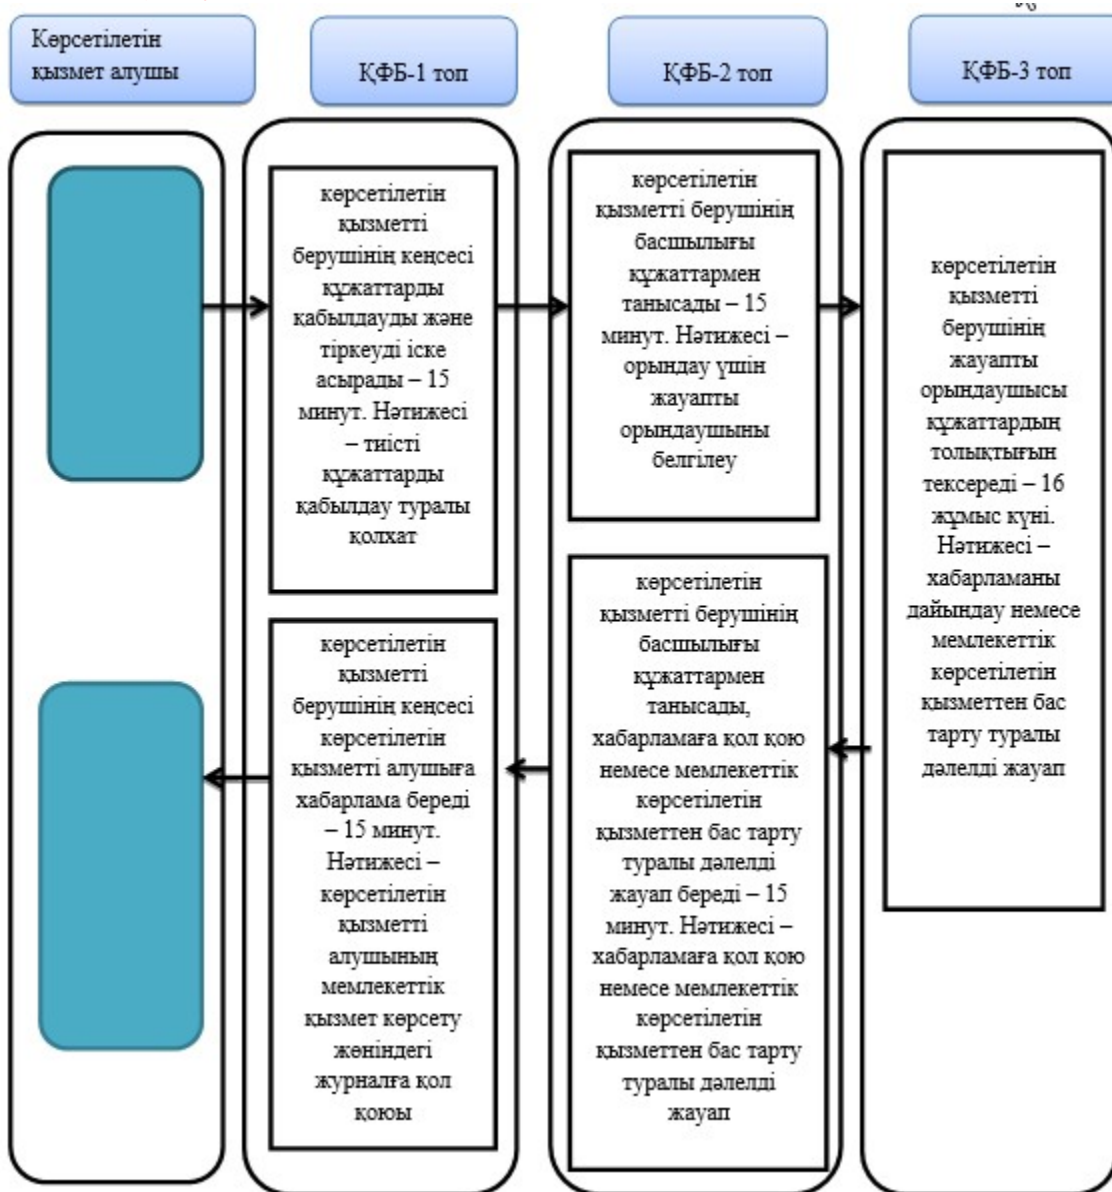 Көрсетілетін
қызмет алушы
ҚФБ-1 топ
ҚФБ-2 топ
ҚФБ-3 топ
көрсетілетін
қызметті
берушінің кеңсесі
құжаттарды
қабылдауды және
тіркеуді іске
асырады – 15
минут. Нәтижесі
– тиісті
құжаттарды
қабылдау туралы
қолхат
көрсетілетін
қызметті берушінің
басшылығы
құжаттармен
танысады – 15
минут. Нәтижесі –
орындау үшін
жауапты
орындаушыны
белгілеу
көрсетілетін
қызметті
берушінің
жауапты
орындаушысы
құжаттардың
толықтығын
тексереді – 16
жұмыс күні.
Нәтижесі –
хабарламаны
дайындау немесе
мемлекеттік
көрсетілетін
қызметтен бас
тарту туралы
дәлелді жауап
көрсетілетін
қызметті берушінің
басшылығы
құжаттармен
танысады,
хабарламаға қол қою
немесе мемлекеттік
көрсетілетін
қызметтен бас тарту
туралы дәлелді
жауап береді – 15
минут. Нәтижесі –
хабарламаға қол қою
немесе мемлекеттік
көрсетілетін
қызметтен бас тарту
туралы дәлелді
жауап
көрсетілетін
қызметті
берушінің кеңсесі
көрсетілетін
қызметті алушыға
хабарлама береді
– 15 минут.
Нәтижесі –
көрсетілетін
қызметті
алушының
мемлекеттік
қызмет көрсету
жөніндегі
журналға қол
қоюы